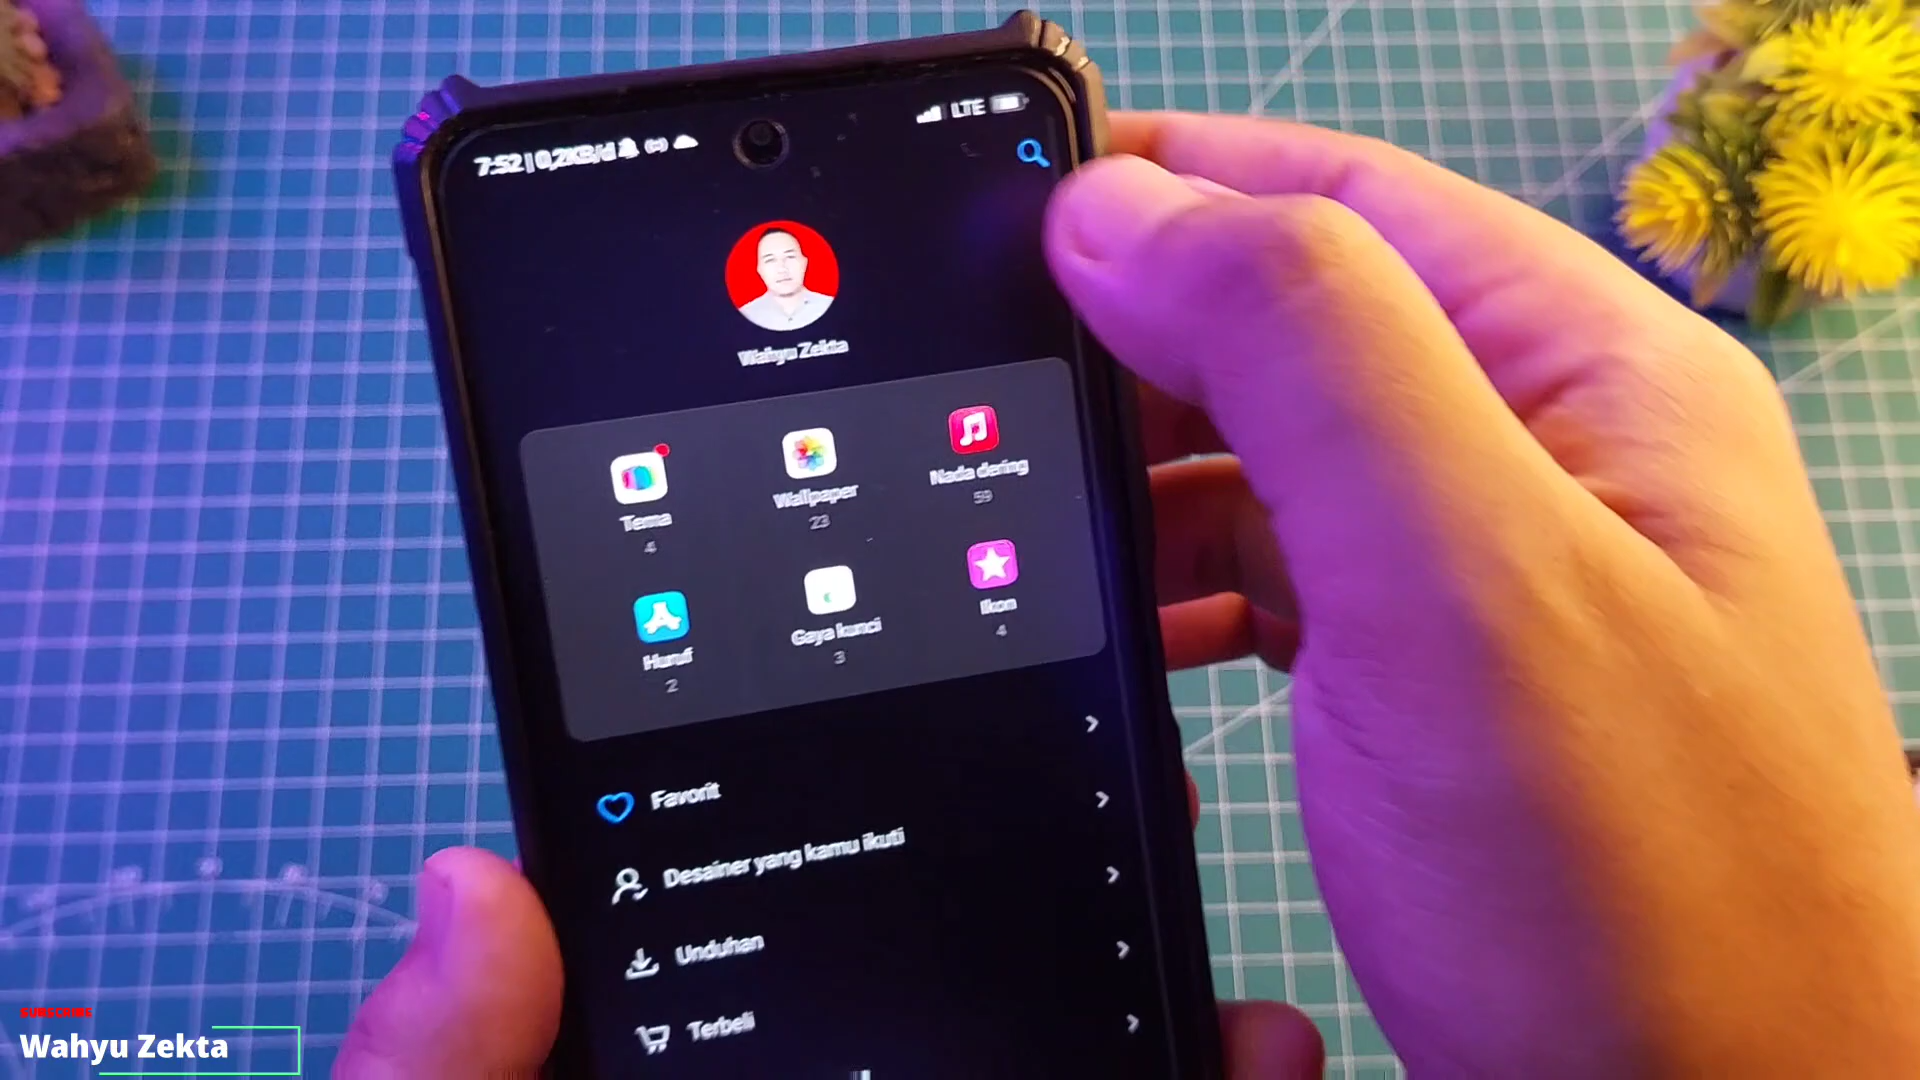 7:52 | 0,2KB/d
LTE
Wahyu Zekta
Tema
4
Wallpaper
23
Nada dering
59
Huruf
2
Gaya kunci
3
Ikon
4
Favorit
Desainer yang kamu ikuti
Unduhan
Terbeli
SUBSCRIBE
Wahyu Zekta